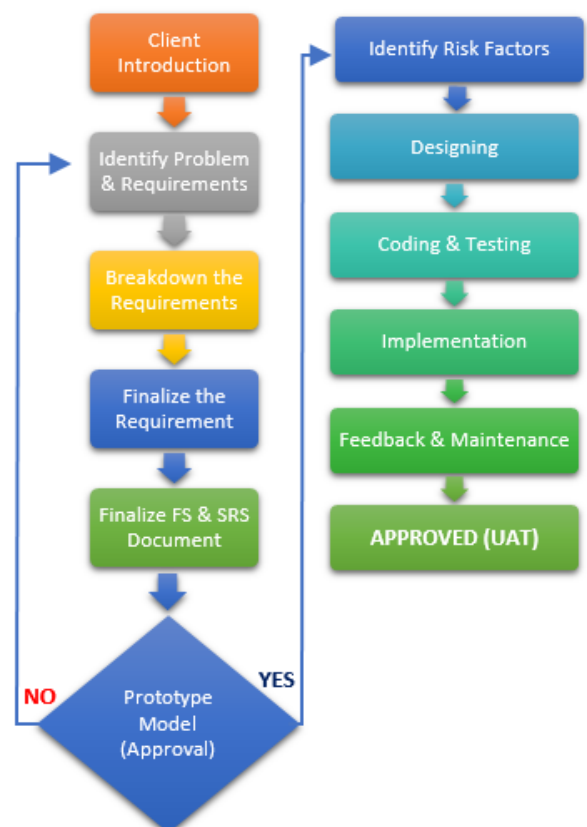 Client
Introduction
Identify Problem
& Requirements
Breakdown the
Requirements
Finalize the
Requirement
Finalize FS & SRS
Document
Prototype
Model
(Approval)
NO
YES
Identify Risk Factors
Designing
Coding & Testing
Implementation
Feedback & Maintenance
APPROVED (UAT)